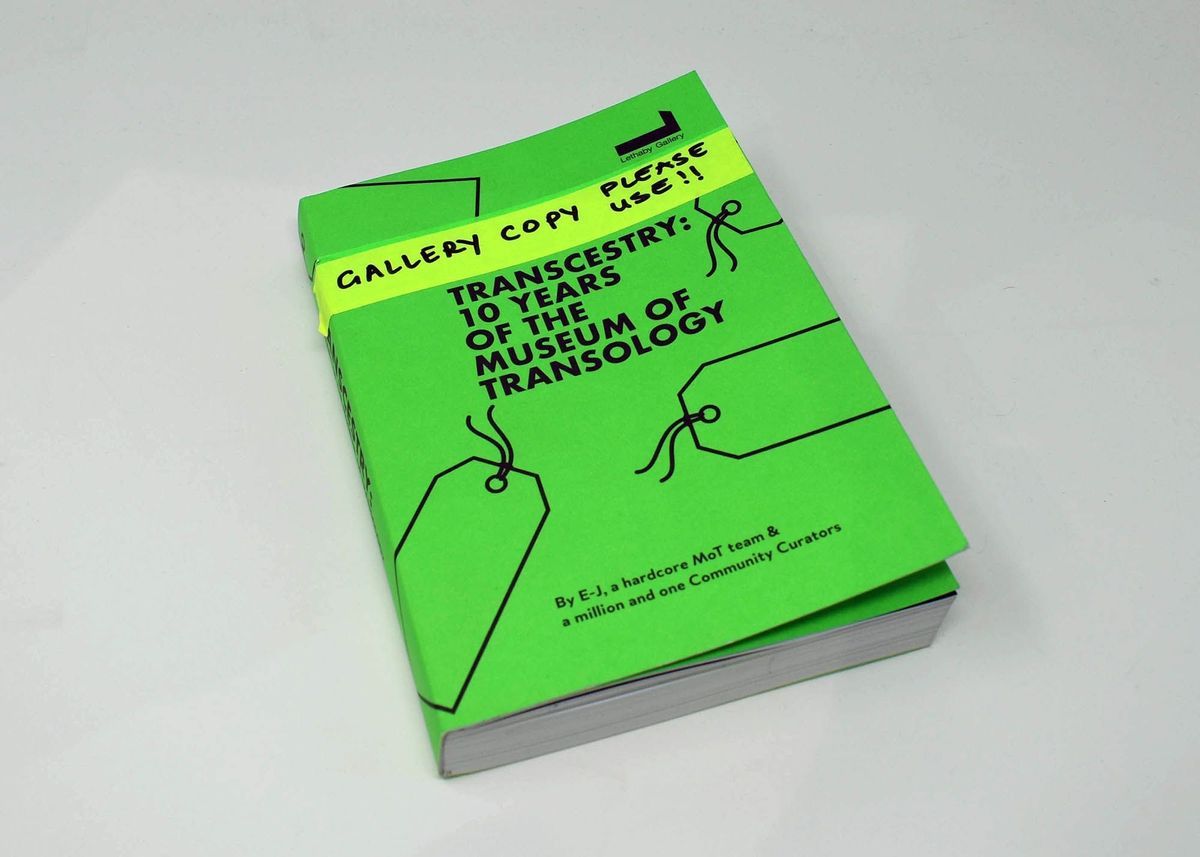 Lethaby Gallery
GALLERY COPY PLEASE
USE!!
TRANSCESTRY:
10 YEARS
OF THE
MUSEUM OF
TRANSOLOGY
By E-J, a hardcore MoT team &
a million and one Community Curators